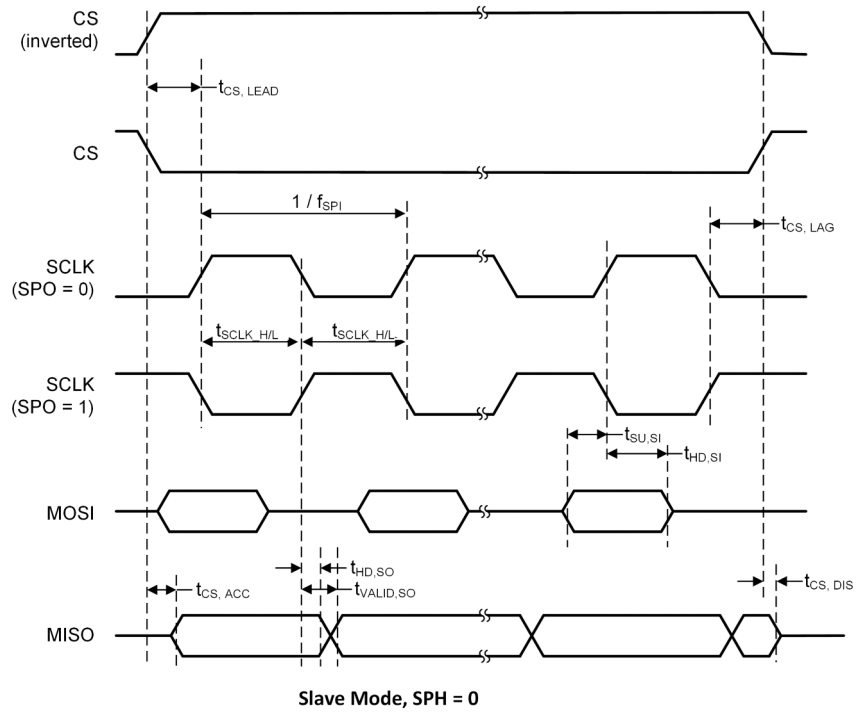 CS
(inverted)
tCS, LEAD
CS
1 / fSPI
tCS, LAG
SCLK
(SPO = 0)
tSCLK_H/L
tSCLK_H/L.
SCLK
(SPO = 1)
tSU,SI
tHD,SI
MOSI
tHD,SO
tCS, ACC
tVALID,SO
tCS, DIS
MISO
Slave Mode, SPH = 0